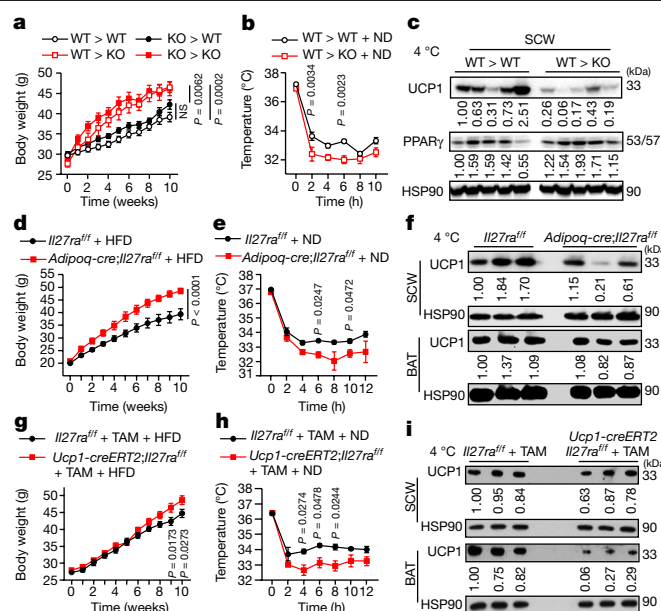 a
WT > WT KO > WT
WT > KO KO > KO
Body weight (g)
50
45
40
35
30
25
0 2 4 6 8 10
Time (weeks)
NS
P = 0.00062
P = 0.0002
b
WT > WT + ND
WT > KO + ND
Temperature (°C)
38
36
34
32
0 2 4 6 8 10
Time (h)
P = 0.0034
P = 0.0023
c
SCW
4 °C
WT > WT WT > KO
(kDa)
UCP1 33
1.00 0.63 0.31 0.73 2.51 0.26 0.06 0.17 0.43 0.19
PPARγ 53/57
1.00 1.59 1.59 1.42 0.55 1.22 1.54 1.93 1.71 1.15
HSP90 90
d
Il27raf/f + HFD
Adipoq-cre;Il27raf/f + HFD
Body weight (g)
50
40
30
20
0 2 4 6 8 10
Time (weeks)
P < 0.0001
e
Il27raf/f + ND
Adipoq-cre;Il27raf/f + ND
Temperature (°C)
38
37
36
35
34
33
32
31
0 2 4 6 8 10 12
Time (h)
P = 0.0247
P = 0.0472
f
4 °C Il27raf/f Adipoq-cre;Il27raf/f
(kDa)
SCW
UCP1 33
1.00 1.84 1.70 1.15 0.21 0.61
HSP90 90
BAT
UCP1 33
1.00 1.37 1.09 1.08 0.82 0.87
HSP90 90
g
Il27raf/f + TAM + HFD
Ucp1-creERT2;Il27raf/f
+ TAM + HFD
Body weight (g)
50
45
40
35
30
25
0 2 4 6 8 10
Time (weeks)
P = 0.0173
P = 0.0273
h
Il27raf/f + TAM + ND
Ucp1-creERT2;Il27raf/f
+ TAM + ND
Temperature (°C)
38
36
34
32
0 2 4 6 8 10 12
Time (h)
P = 0.0274
P = 0.0478
P = 0.0244
i
Ucp1-creERT2
4 °C Il27raf/f + TAM Il27raf/f + TAM
(kDa)
SCW
UCP1 33
1.00 0.95 0.84 0.63 0.87 0.78
HSP90 90
BAT
UCP1 33
1.00 0.75 0.82 0.06 0.27 0.29
HSP90 90